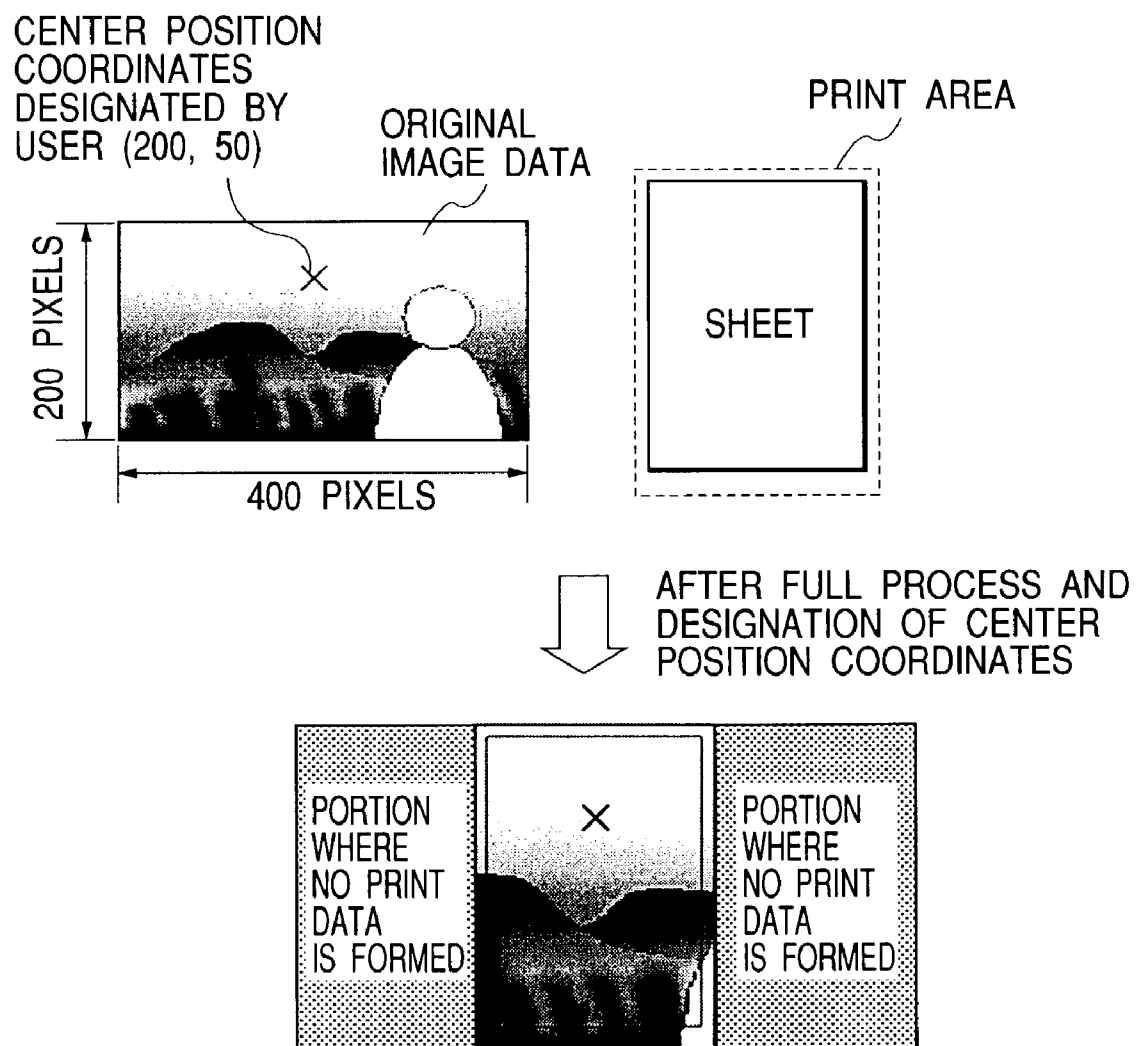 CENTER POSITION
COORDINATES
DESIGNATED BY
USER (200, 50)
ORIGINAL
IMAGE DATA
PRINT AREA
200 PIXELS
SHEET
400 PIXELS
AFTER FULL PROCESS AND
DESIGNATION OF CENTER
POSITION COORDINATES
PORTION
WHERE
NO PRINT
DATA
IS FORMED
PORTION
WHERE
NO PRINT
DATA
IS FORMED